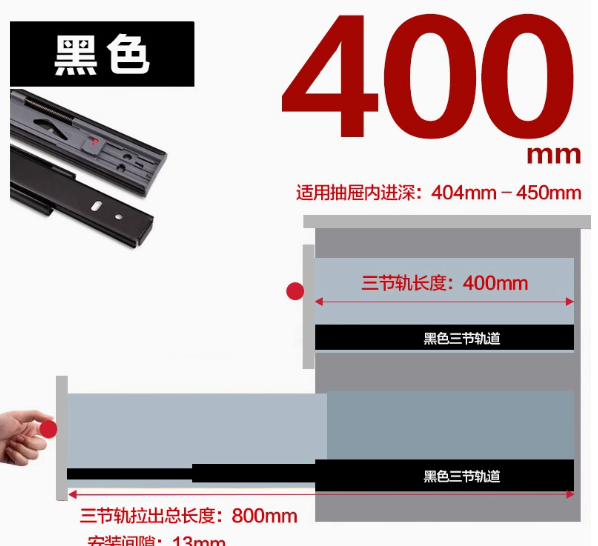 黑色
400
mm
适用抽屉内进深：404mm－450mm
三节轨长度：400mm
黑色三节轨道
黑色三节轨道
三节轨拉出总长度：800mm
安装间隙：13mm